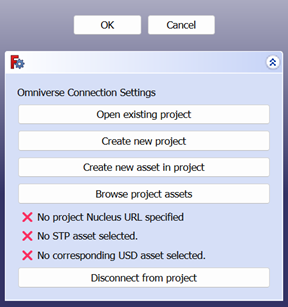 OK Cancel
Omniverse Connection Settings
Open existing project
Create new project
Create new asset in project
Browse project assets
No project Nucleus URL specified
No STP asset selected.
No corresponding USD asset selected.
Disconnect from project